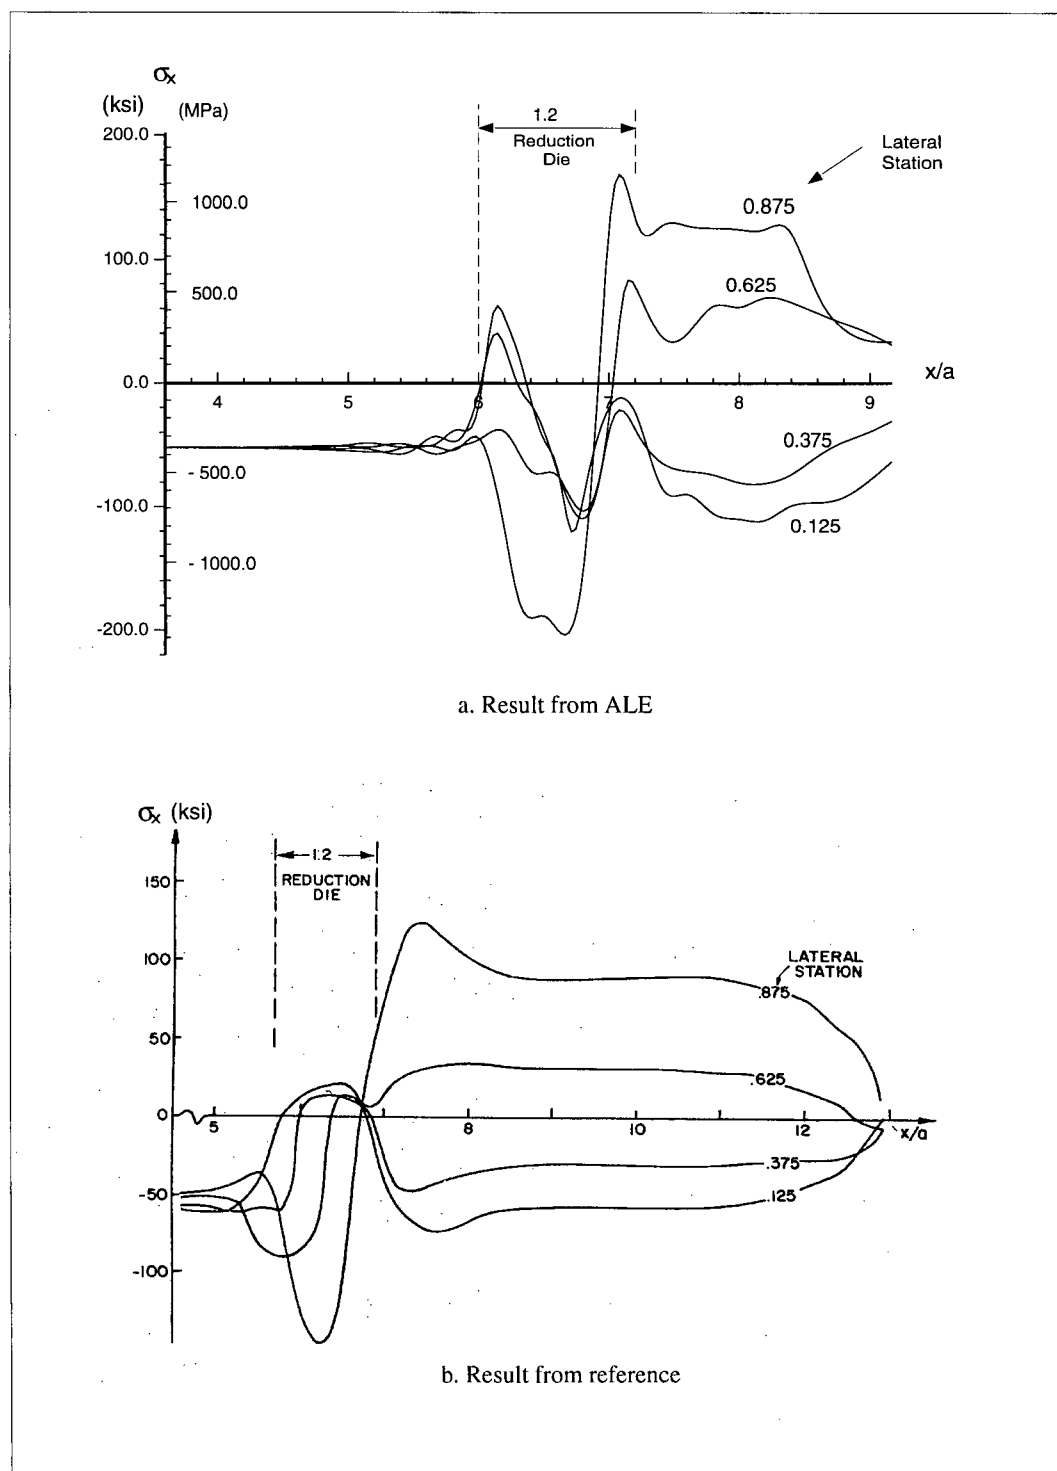 σx
(ksi) (MPa)
200.0
1000.0
100.0
500.0
0.0
- 500.0
-100.0
- 1000.0
-200.0
1.2
Reduction
Die
Lateral
Station
0.875
0.625
x/a
4 5 6 7 8 9
0.375
0.125
a. Result from ALE
σx (ksi)
1.2
REDUCTION
DIE
150
100
50
0
-50
-100
LATERAL
STATION
.875
.625
5 8 10 12 x/a
.375
.125
b. Result from reference